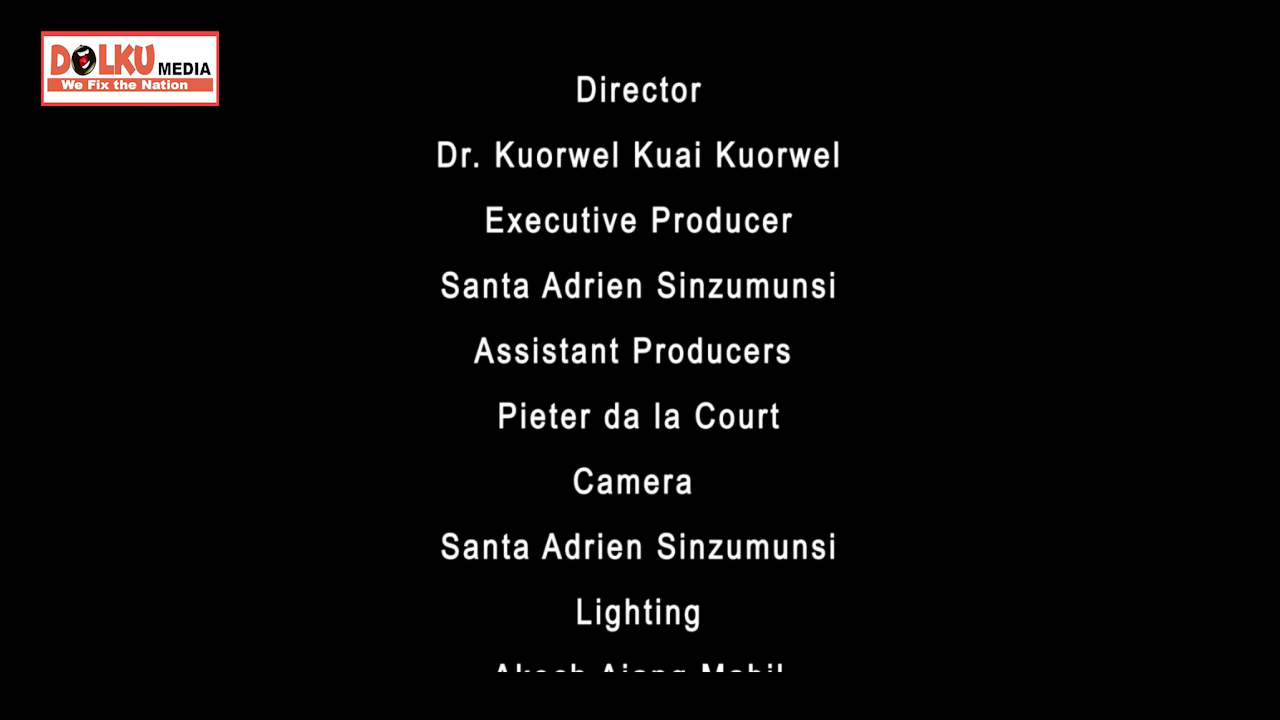 DOLKU MEDIA
We Fix the Nation
Director
Dr. Kuorwel Kuai Kuorwel
Executive Producer
Santa Adrien Sinzumunsi
Assistant Producers
Pieter da la Court
Camera
Santa Adrien Sinzumunsi
Lighting